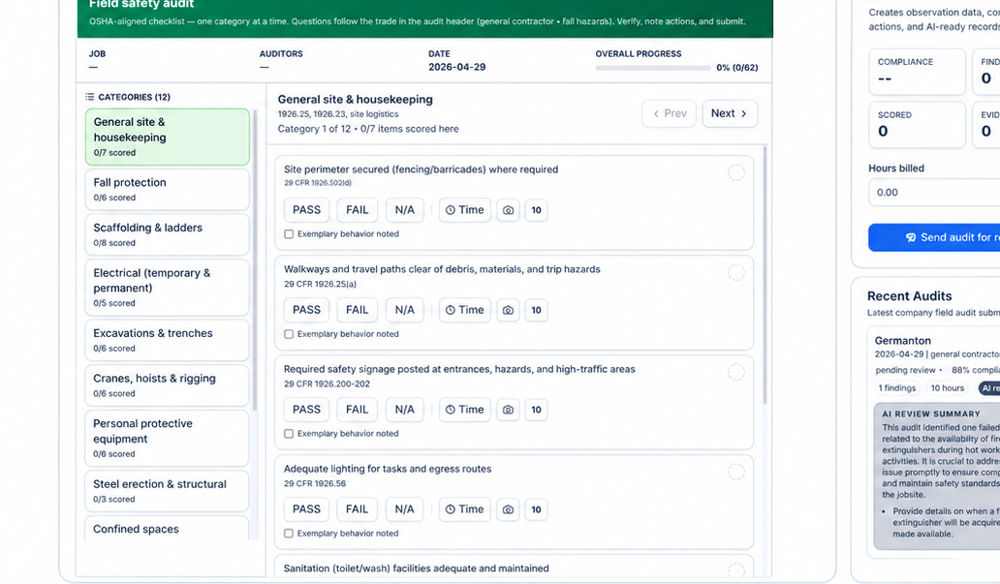 Field safety audit
OSHA-aligned checklist — one category at a time. Questions follow the trade in the audit header (general contractor • fall hazards). Verify, note actions, and submit.
JOB
—
AUDITORS
—
DATE
2026-04-29
OVERALL PROGRESS
0% (0/62)
CATEGORIES (12)
General site &
housekeeping
0/7 scored
Fall protection
0/6 scored
Scaffolding & ladders
0/8 scored
Electrical (temporary &
permanent)
0/5 scored
Excavations & trenches
0/6 scored
Cranes, hoists & rigging
0/6 scored
Personal protective
equipment
0/6 scored
Steel erection & structural
0/3 scored
Confined spaces
General site & housekeeping
1926.25, 1926.23, site logistics
Category 1 of 12 • 0/7 items scored here
‹ Prev
Next ›
Site perimeter secured (fencing/barricades) where required
29 CFR 1926.502(d)
PASS FAIL N/A Time 10
Exemplary behavior noted
Walkways and travel paths clear of debris, materials, and trip hazards
29 CFR 1926.25(a)
PASS FAIL N/A Time 10
Exemplary behavior noted
Required safety signage posted at entrances, hazards, and high-traffic areas
29 CFR 1926.200-202
PASS FAIL N/A Time 10
Exemplary behavior noted
Adequate lighting for tasks and egress routes
29 CFR 1926.56
PASS FAIL N/A Time 10
Exemplary behavior noted
Sanitation (toilet/wash) facilities adequate and maintained
Creates observation data,
actions, and AI-ready records
COMPLIANCE
--
0
SCORED
0
0
Hours billed
0.00
Send audit for
Recent Audits
Latest company field audit
Germanton
2026-04-29 | general
pending review • 88%
1 findings
10 hours
AI
AI REVIEW SUMMARY
This audit identified one failed
related to the availability of
extinguishers during hot work
activities. It is crucial to
issue promptly to ensure
and maintain safety standards
the jobsite.
• Provide details on when a
extinguisher will be
made available.